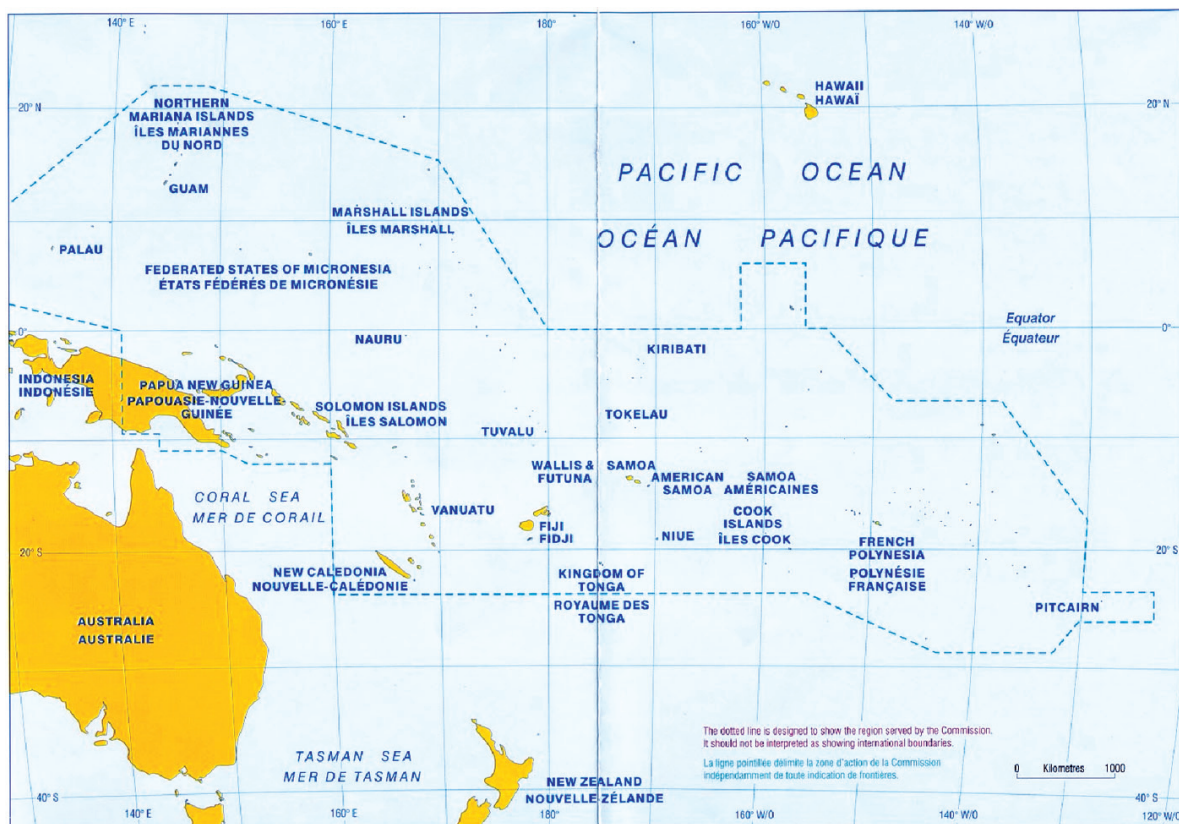 140° E
160° E
180°
160° W/O
140° W/O
20° N
NORTHERN
MARIANA ISLANDS
ÎLES MARIANNES
DU NORD
HAWAII
HAWAÏ
20° N
PACIFIC OCEAN
GUAM
MARSHALL ISLANDS
ÎLES MARSHALL
OCÉAN PACIFIQUE
PALAU
FEDERATED STATES OF MICRONESIA
ÉTATS FÉDÉRÉS DE MICRONÉSIE
0°
NAURU
KIRIBATI
Equator
Équateur
0°
INDONESIA
INDONÉSIE
PAPUA NEW GUINEA
PAPOUASIE-NOUVELLE-
GUINÉE
SOLOMON ISLANDS
ÎLES SALOMON
TUVALU
TOKELAU
WALLIS &
FUTUNA
SAMOA
AMERICAN
SAMOA
SAMOA
AMÉRICAINES
CORAL SEA
MER DE CORAIL
VANUATU
FIJI
FIDJI
NIUE
COOK
ISLANDS
ÎLES COOK
20° S
FRENCH
POLYNESIA
POLYNÉSIE
FRANÇAISE
20° S
NEW CALEDONIA
NOUVELLE-CALÉDONIE
KINGDOM OF
TONGA
ROYAUME DES
TONGA
PITCAIRN
AUSTRALIA
AUSTRALIE
TASMAN SEA
MER DE TASMAN
NEW ZEALAND
NOUVELLE-ZÉLANDE
The dotted line is designed to show the region served by the Commission.
It should not be interpreted as showing international boundaries.
La ligne pointillée délimite la zone d'action de la Commission
indépendamment de toute indication de frontières.
0 Kilometres 1000
40° S
40° S
140° E
160° E
180°
160° W/O
140° W/O
120° W/O